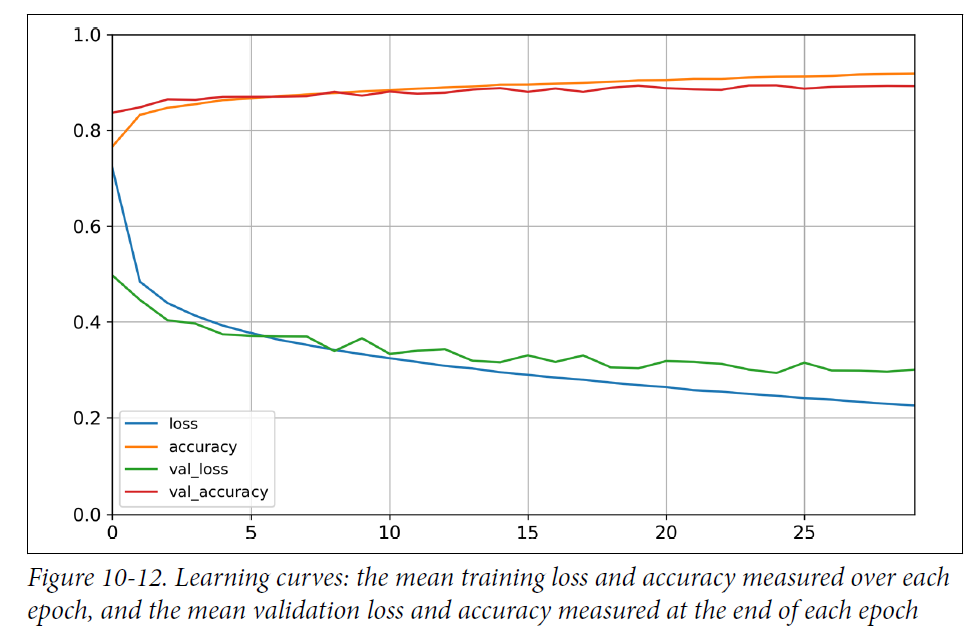 1.0
0.8
0.6
0.4
0.2
0.0
loss
accuracy
val_loss
val_accuracy
0 5 10 15 20 25
Figure 10-12. Learning curves: the mean training loss and accuracy measured over each
epoch, and the mean validation loss and accuracy measured at the end of each epoch